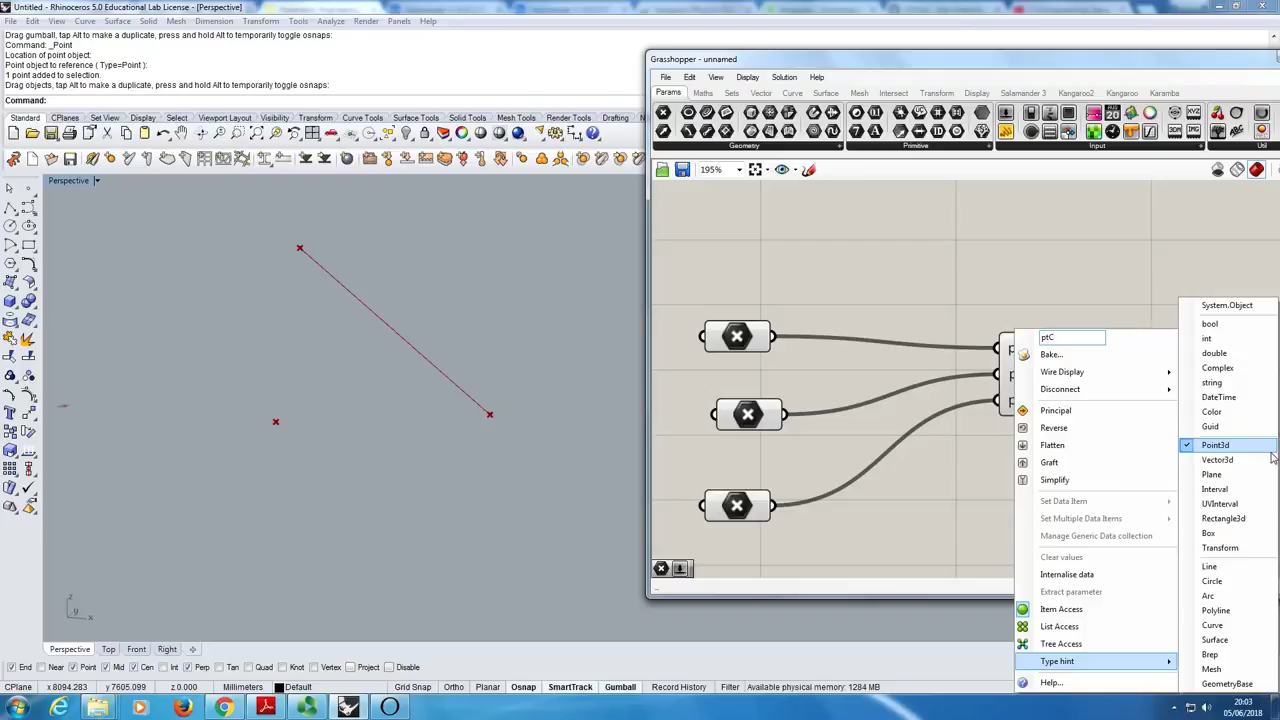 Untitled - Rhinoceros 5.0 Educational Lab License - [Perspective]
File Edit View Curve Surface Solid Mesh Dimension Transform Tools Analyze Render Panels Help
Drag gumball, tap Alt to make a duplicate, press and hold Alt to temporarily toggle osnaps:
Command: _Point
Location of point object:
Point object to reference ( Type=Point ):
1 point added to selection.
Drag objects, tap Alt to make a duplicate, press and hold Alt to temporarily toggle osnaps:
Command:
Standard CPlanes Set View Display Select Viewport Layout Visibility Transform Curve Tools Surface Tools Solid Tools Mesh Tools Render Tools Drafting
Perspective
z
y
x
Perspective Top Front Right
End Near Point Mid Cen Int Perp Tan Quad Knot Vertex Project Disable
CPlane x 8094.283 y 7605.099 z 0.000 Millimeters Default Grid Snap Ortho Planar Osnap SmartTrack Gumball Record History Filter Available physical memory: 1284 MB
Grasshopper - unnamed
File Edit View Display Solution Help
Params Maths Sets Vector Curve Surface Mesh Intersect Transform Display Salamander 3 Kangaroo2 Kangaroo Karamba
Geometry Primitive Input Util
195%
ptC
Bake...
Wire Display
Disconnect
Principal
Reverse
Flatten
Graft
Simplify
Set Data Item
Set Multiple Data Items
Manage Generic Data collection
Clear values
Internalise data
Extract parameter
Item Access
List Access
Tree Access
Type hint
Help...
System.Object
bool
int
double
Complex
string
DateTime
Color
Guid
Point3d
Vector3d
Plane
Interval
UVInterval
Rectangle3d
Box
Transform
Line
Circle
Arc
Polyline
Curve
Surface
Brep
Mesh
GeometryBase
20:03
05/06/2018